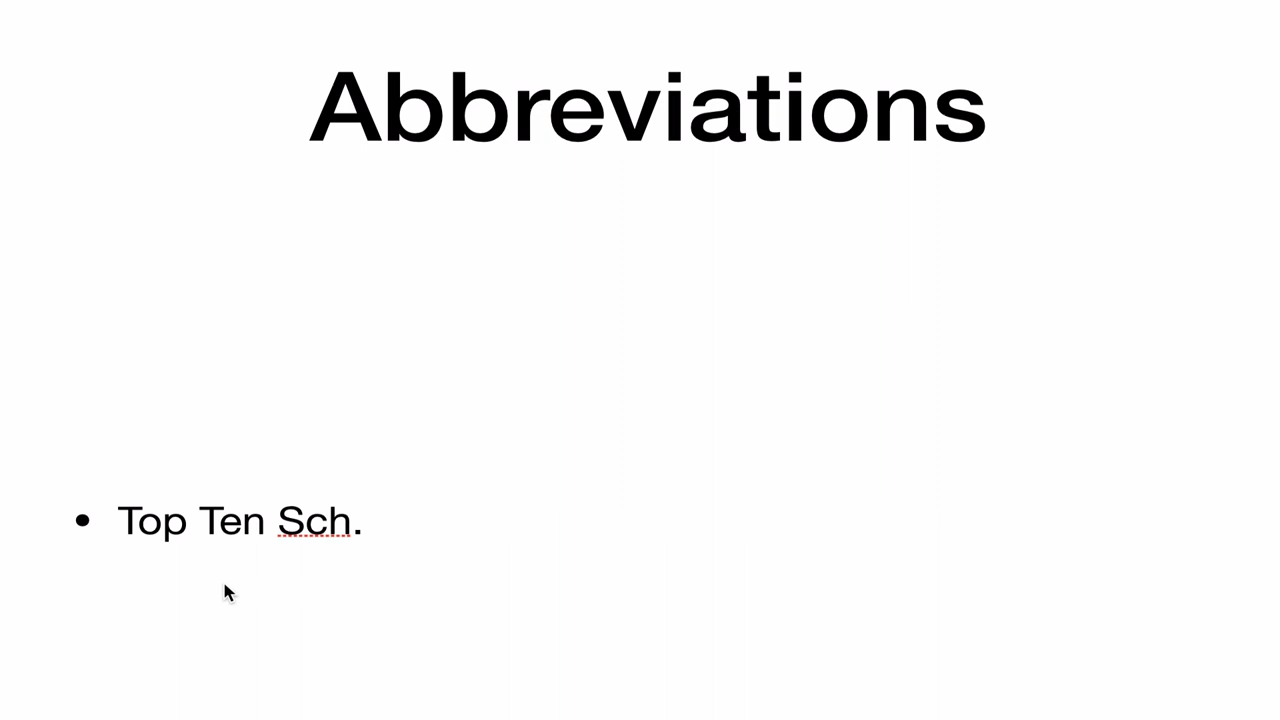 Abbreviations
• Top Ten Sch.